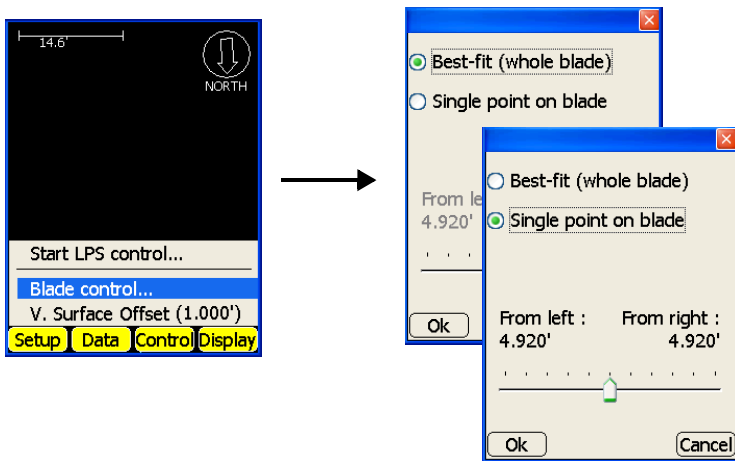 14.6'
NORTH
Start LPS control...
Blade control...
V. Surface Offset (1.000')
Setup Data Control Display
Best-fit (whole blade)
Single point on blade
From le
4.920'
Ok
Best-fit (whole blade)
Single point on blade
From left : From right :
4.920' 4.920'
Ok Cancel